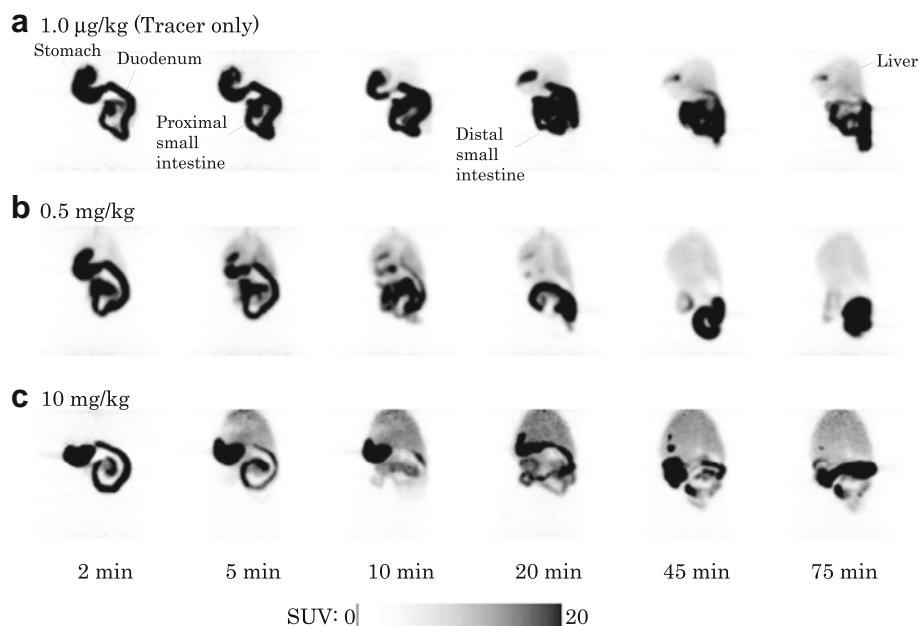 a 1.0 μg/kg (Tracer only)
Stomach
Duodenum
Liver
Proximal
small
intestine
Distal
small
intestine
b 0.5 mg/kg
c 10 mg/kg
2 min 5 min 10 min 20 min 45 min 75 min
SUV: 0 20